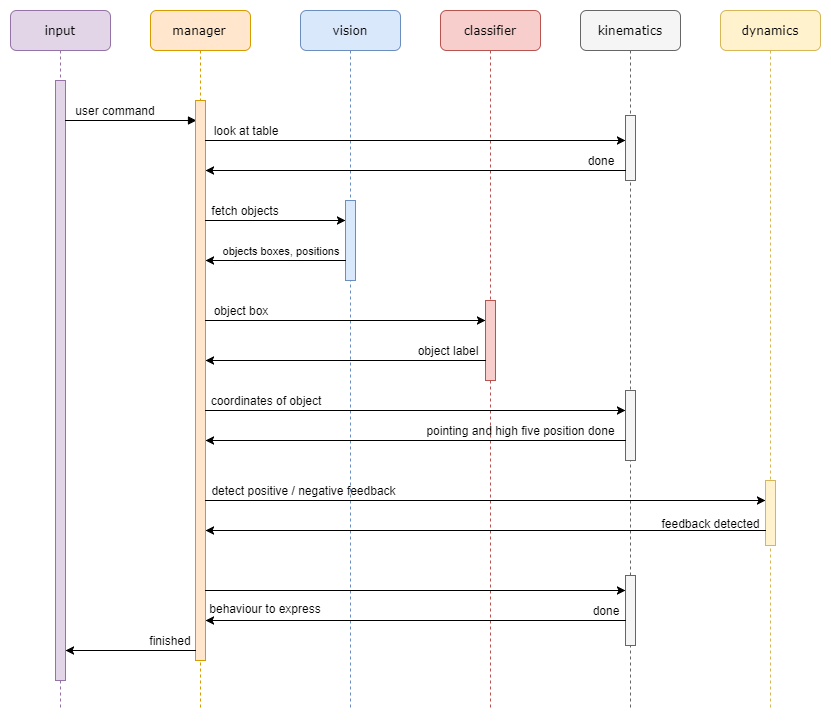 input
manager
vision
classifier
kinematics
dynamics
user command
look at table
done
fetch objects
objects boxes, positions
object box
object label
coordinates of object
pointing and high five position done
detect positive / negative feedback
feedback detected
behaviour to express
done
finished